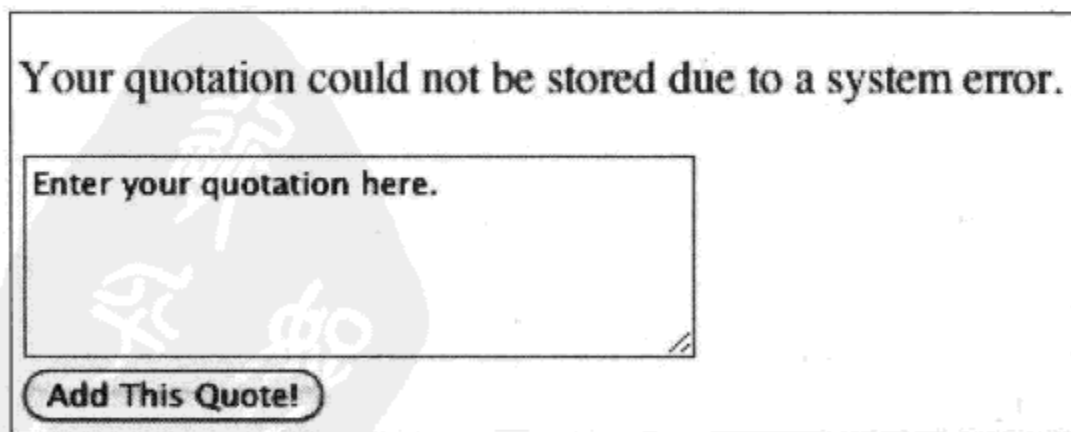 Your quotation could not be stored due to a system error.
Enter your quotation here.
Add This Quote!